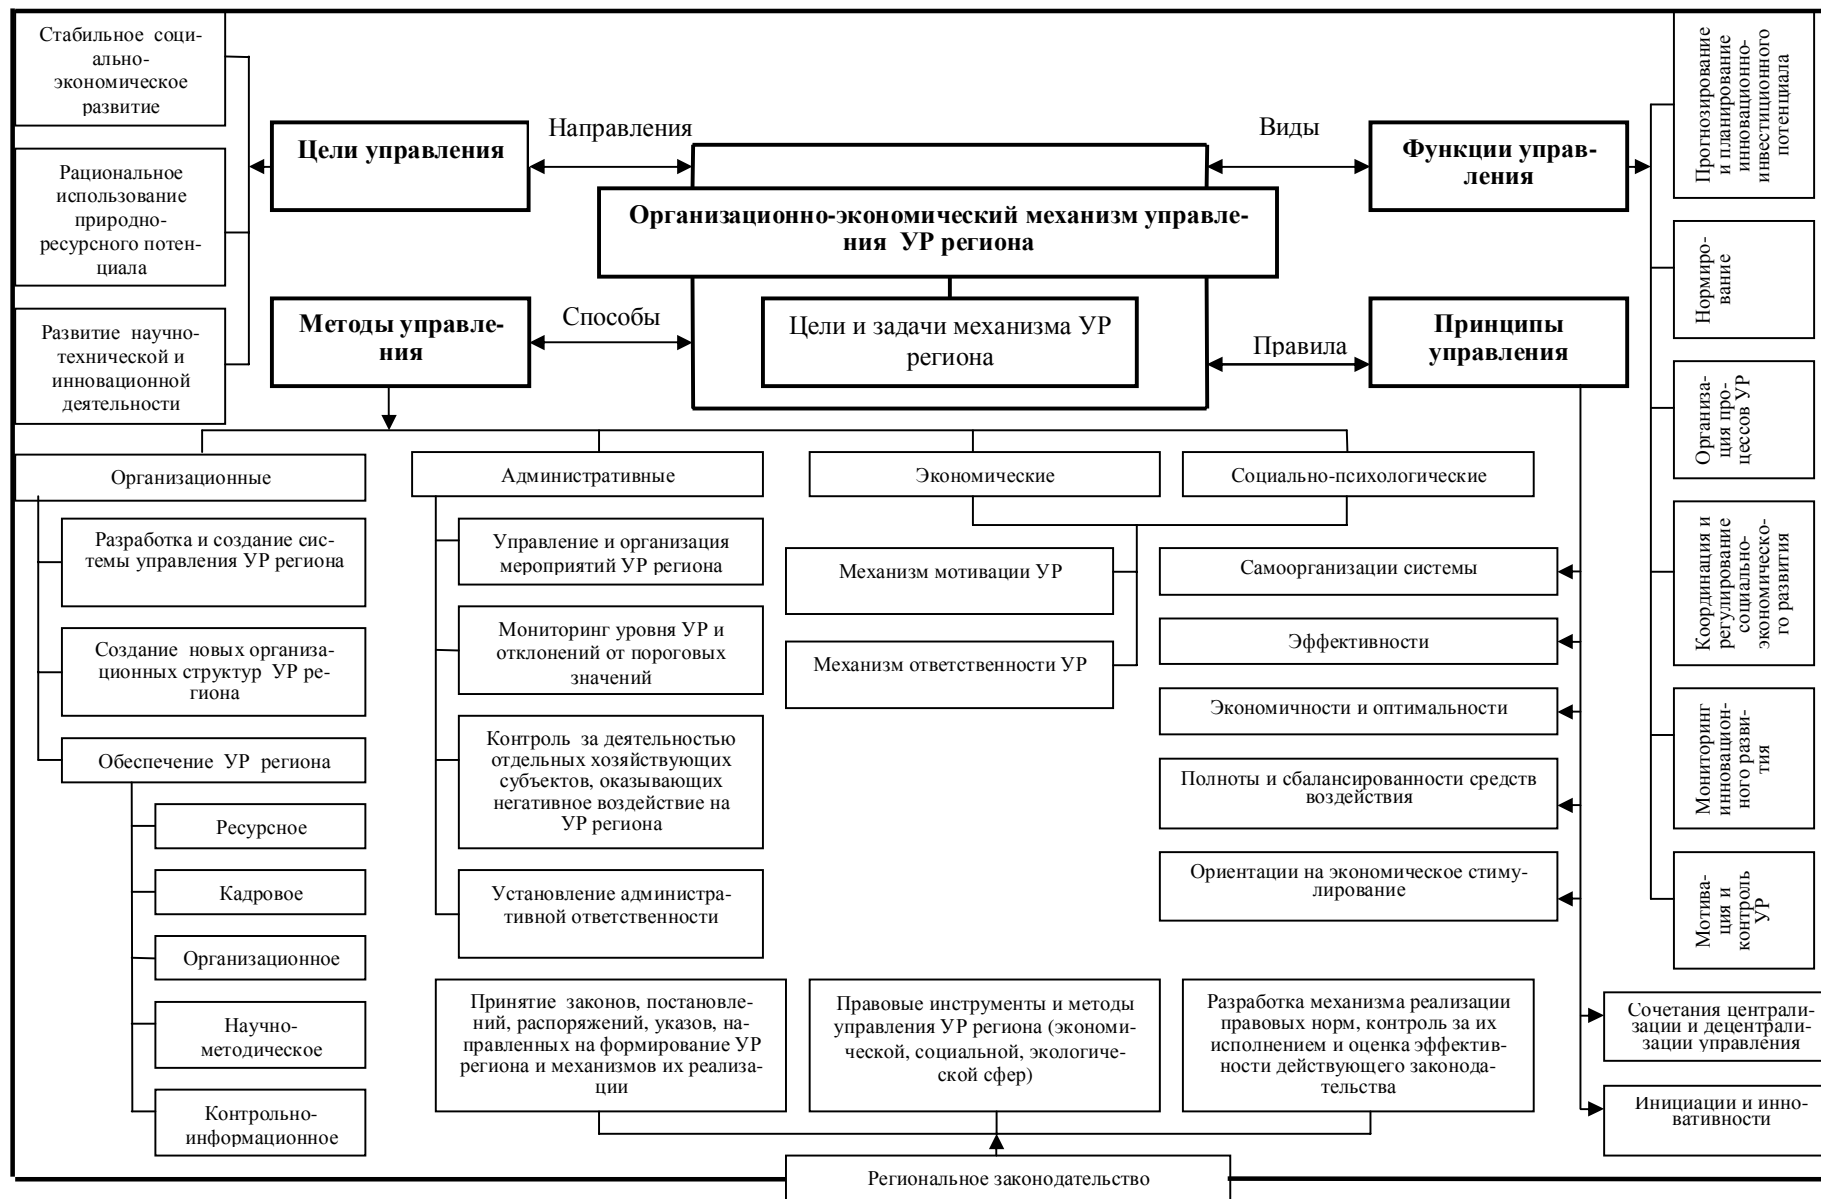 Стабильное соци-
ально-
экономическое
развитие
Рациональное
использование
природно-
ресурсного потен-
циала
Развитие научно-
технической и
инновационной
деятельности
Цели управления
Направления
Виды
Функции управ-
ления
Организационно-экономический механизм управле-
ния УР региона
Методы управле-
ния
Способы
Цели и задачи механизма УР
региона
Правила
Принципы
управления
Прогнозирование
и планирование
инновационно-
инвестиционного
потенциала
Нормиро-
вание
Организа-
ция про-
цессов УР
Координация и
регулирование
социально-
экономическо-
го развития
Мониторинг
инновацион-
ного разви-
тия
Мотива-
ция и
контроль
УР
Организационные
Административные
Экономические
Социально-психологические
Разработка и создание сис-
темы управления УР региона
Создание новых организа-
ционных структур УР ре-
гиона
Обеспечение УР региона
Ресурсное
Кадровое
Организационное
Научно-
методическое
Контрольно-
информационное
Управление и организация
мероприятий УР региона
Мониторинг уровня УР и
отклонений от пороговых
значений
Контроль за деятельностью
отдельных хозяйствующих
субъектов, оказывающих
негативное воздействие на
УР региона
Установление администра-
тивной ответственности
Механизм мотивации УР
Механизм ответственности УР
Самоорганизации системы
Эффективности
Экономичности и оптимальности
Полноты и сбалансированности средств
воздействия
Ориентации на экономическое стиму-
лирование
Сочетания централи-
зации и децентрали-
зации управления
Инициации и инно-
вативности
Принятие законов, постановле-
ний, распоряжений, указов, на-
правленных на формирование УР
региона и механизмов их реализа-
ции
Правовые инструменты и методы
управления УР региона (экономи-
ческой, социальной, экологиче-
ской сфер)
Разработка механизма реализации
правовых норм, контроль за их
исполнением и оценка эффектив-
ности действующего законода-
тельства
Региональное законодательство